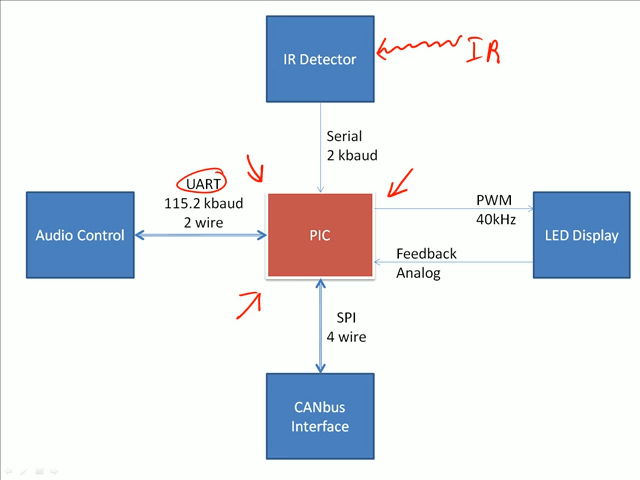 IR Detector
IR
Serial
2 kbaud
UART
115.2 kbaud
2 wire
Audio Control
PIC
PWM
40kHz
Feedback
Analog
LED Display
SPI
4 wire
CANbus
Interface